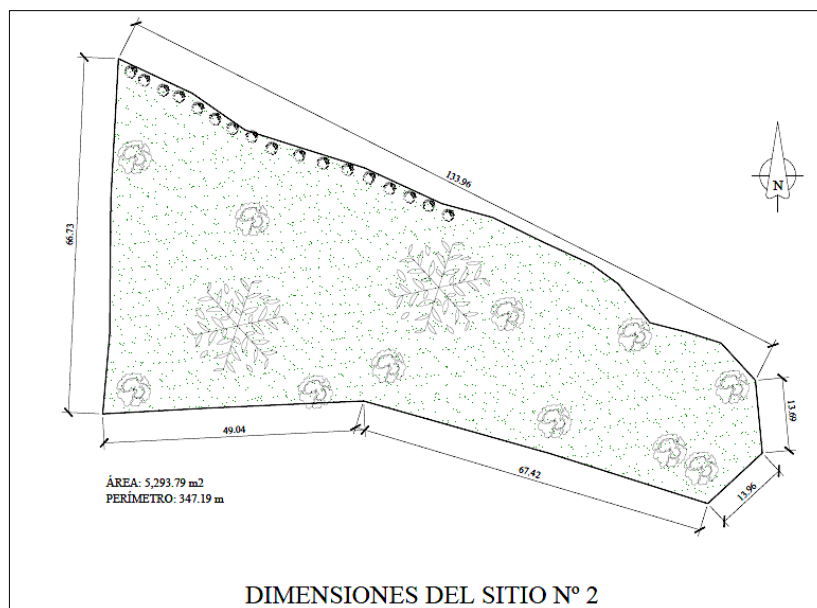 133.96
66.73
N
13.69
49.04
67.42
13.96
ÁREA: 5,293.79 m2
PERÍMETRO: 347.19 m
DIMENSIONES DEL SITIO Nº 2